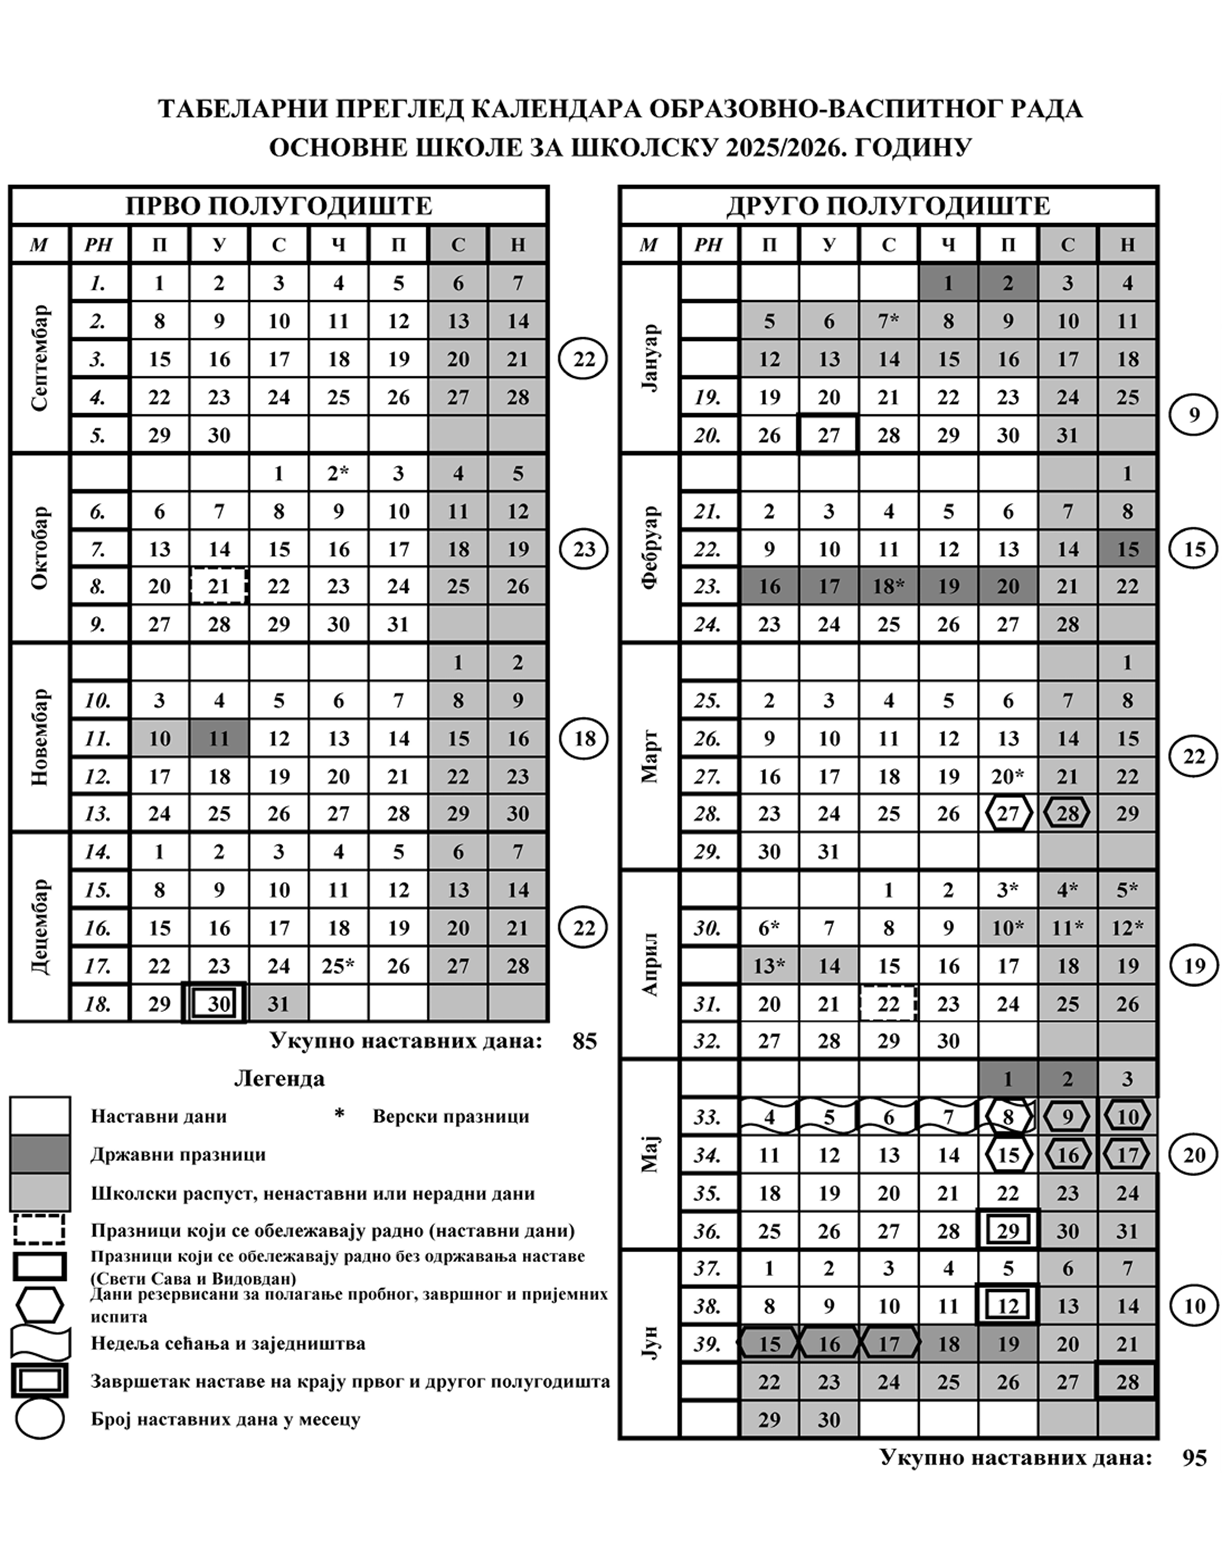 ТАБЕЛАРНИ ПРЕГЛЕД КАЛЕНДАРА ОБРАЗОВНО-ВАСПИТНОГ РАДА
ОСНОВНЕ ШКОЛЕ ЗА ШКОЛСКУ 2025/2026. ГОДИНУ
ПРВО ПОЛУГОДИШТЕ
М РН П У С Ч П С Н
Септембар
1. 1 2 3 4 5 6 7
2. 8 9 10 11 12 13 14
3. 15 16 17 18 19 20 21 22
4. 22 23 24 25 26 27 28
5. 29 30
Октобар
1 2* 3 4 5
6. 6 7 8 9 10 11 12
7. 13 14 15 16 17 18 19 23
8. 20 21 22 23 24 25 26
9. 27 28 29 30 31
Новембар
1 2
10. 3 4 5 6 7 8 9
11. 10 11 12 13 14 15 16 18
12. 17 18 19 20 21 22 23
13. 24 25 26 27 28 29 30
Децембар
14. 1 2 3 4 5 6 7
15. 8 9 10 11 12 13 14
16. 15 16 17 18 19 20 21 22
17. 22 23 24 25* 26 27 28
18. 29 30 31
Укупно наставних дана: 85
Легенда
Наставни дани * Верски празници
Државни празници
Школски распуст, ненаставни или нерадни дани
Празници који се обележавају радно (наставни дани)
Празници који се обележавају радно без одржавања наставе
(Свети Сава и Видовдан)
Дани резервисани за полагање пробног, завршног и пријемних
испита
Недеља сећања и заједништва
Завршетак наставе на крају првог и другог полугодишта
Број наставних дана у месецу
ДРУГО ПОЛУГОДИШТЕ
М РН П У С Ч П С Н
Јануар
1 2 3 4
5 6 7* 8 9 10 11
12 13 14 15 16 17 18
19. 19 20 21 22 23 24 25 9
20. 26 27 28 29 30 31
Фебруар
1
21. 2 3 4 5 6 7 8
22. 9 10 11 12 13 14 15 15
23. 16 17 18* 19 20 21 22
24. 23 24 25 26 27 28
Март
1
25. 2 3 4 5 6 7 8
26. 9 10 11 12 13 14 15 22
27. 16 17 18 19 20* 21 22
28. 23 24 25 26 27 28 29
29. 30 31
Април
1 2 3* 4* 5*
30. 6* 7 8 9 10* 11* 12*
13* 14 15 16 17 18 19 19
31. 20 21 22 23 24 25 26
32. 27 28 29 30
Мај
1 2 3
33. 4 5 6 7 8 9 10
34. 11 12 13 14 15 16 17 20
35. 18 19 20 21 22 23 24
36. 25 26 27 28 29 30 31
Јун
37. 1 2 3 4 5 6 7
38. 8 9 10 11 12 13 14 10
39. 15 16 17 18 19 20 21
22 23 24 25 26 27 28
29 30
Укупно наставних дана: 95